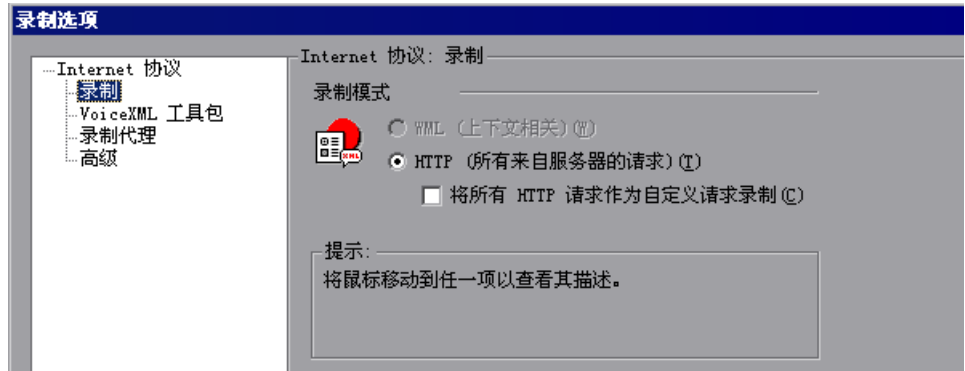 录制选项
Internet 协议
录制
VoiceXML 工具包
录制代理
高级
Internet 协议: 录制
录制模式
WML (上下文相关)(W)
HTTP (所有来自服务器的请求)(T)
将所有 HTTP 请求作为自定义请求录制(C)
提示:
将鼠标移动到任一项以查看其描述。